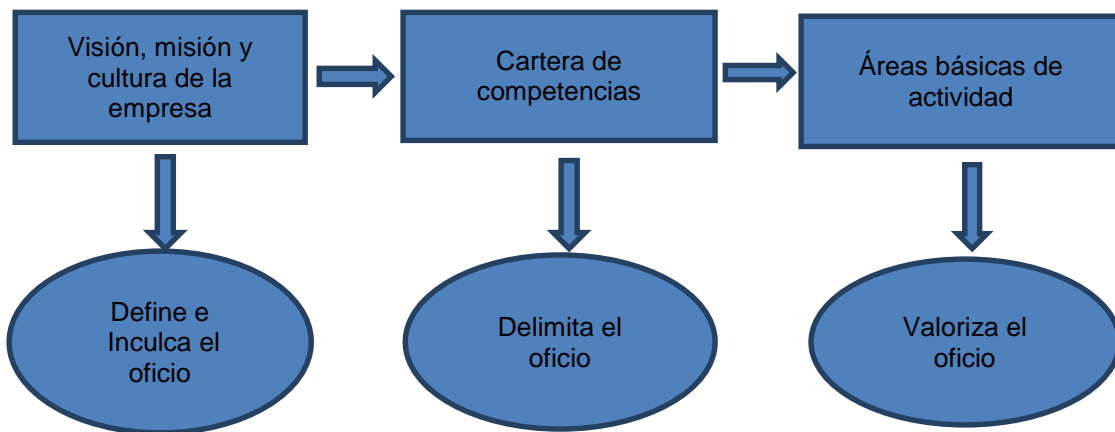 Visión, misión y
cultura de la
empresa
Cartera de
competencias
Áreas básicas de
actividad
Define e
Inculca el
oficio
Delimita el
oficio
Valoriza el
oficio